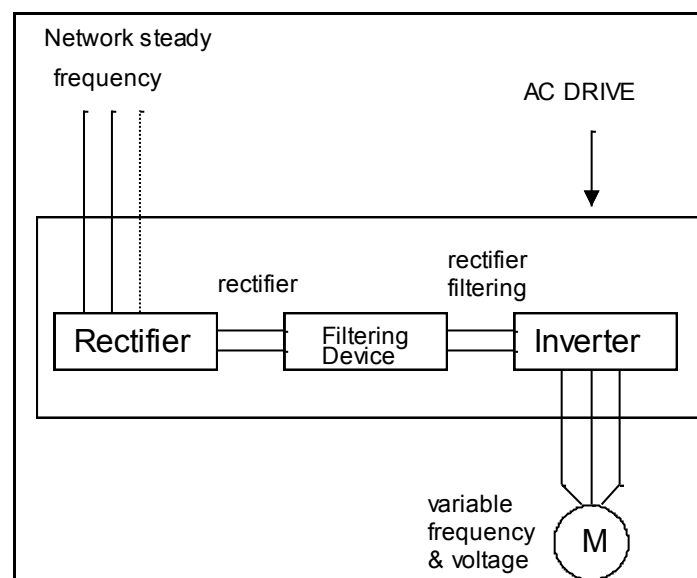 Network steady
frequency
AC DRIVE
rectifier
rectifier
filtering
Rectifier
Filtering
Device
Inverter
variable
frequency
& voltage
M